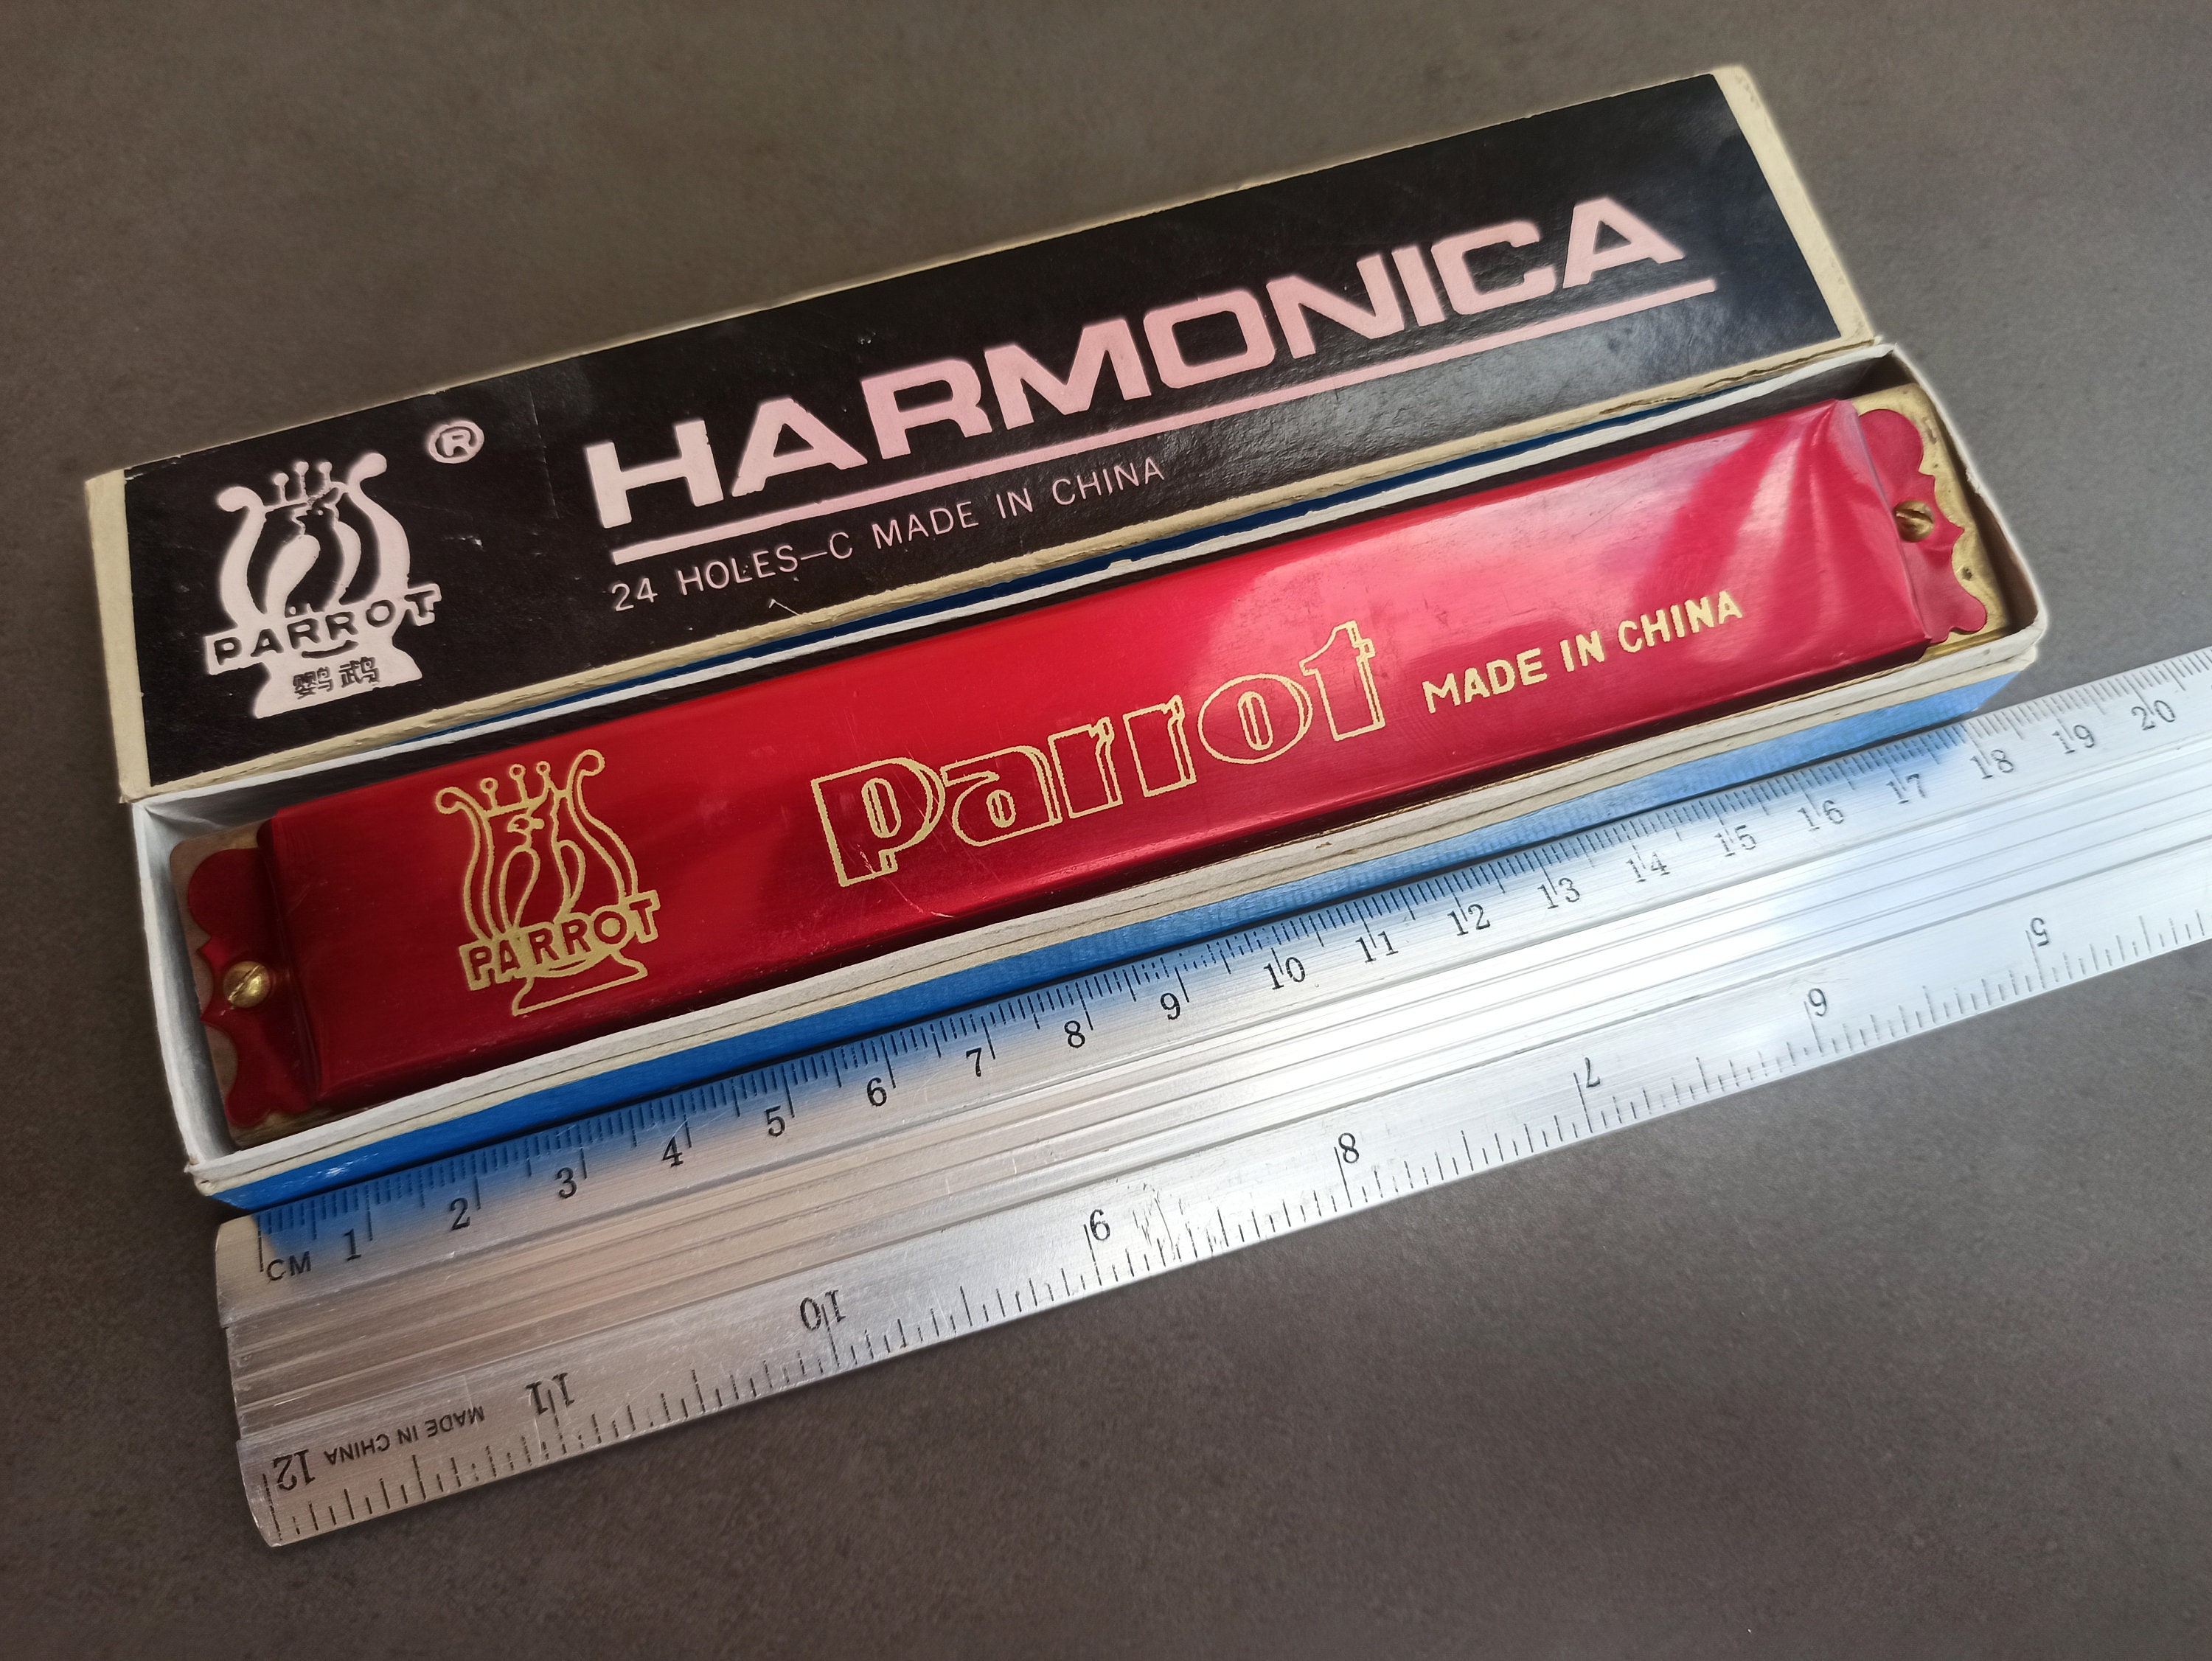 ®
HARMONICA
24 HOLES—C MADE IN CHINA
PARROT
鹦鹉
Parrot MADE IN CHINA
PARROT
CM 1 2 3 4 5 6 7 8 9 10 11 12 13 14 15 16 17 18 19 20
12 11 10 9 8 7 6 5
MADE IN CHINA